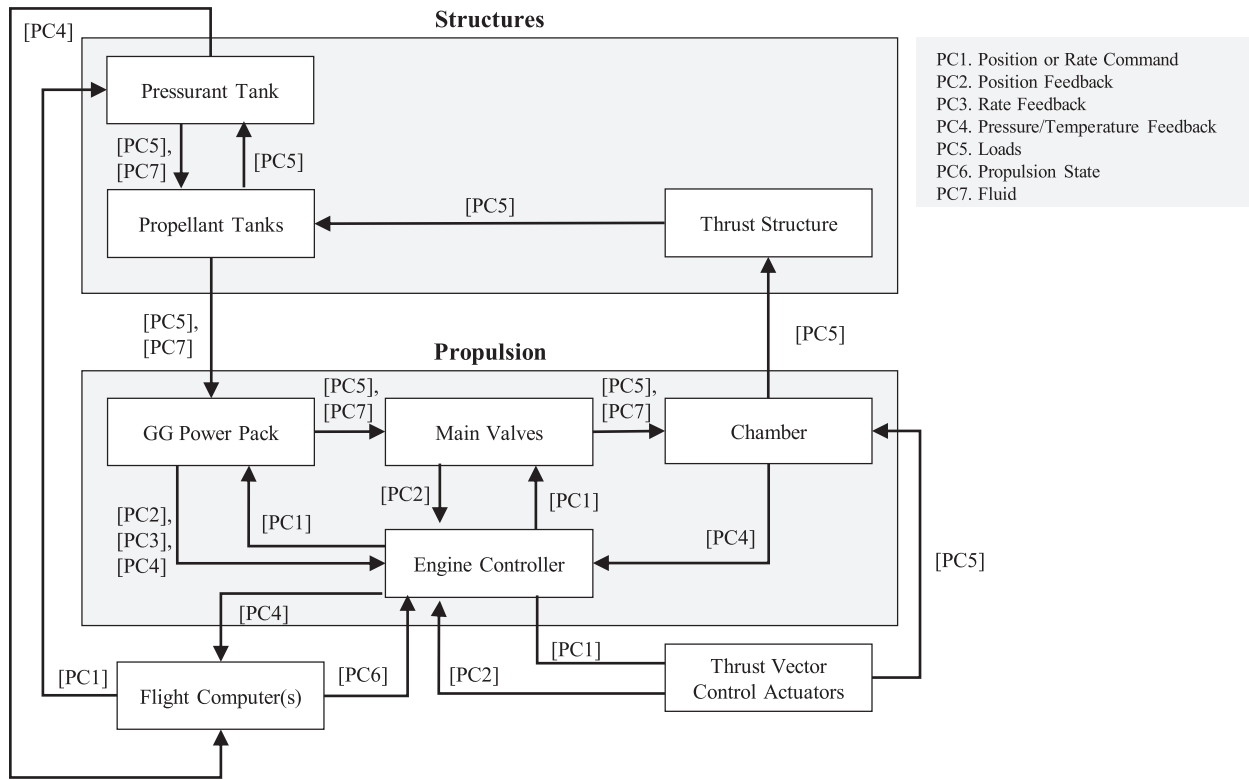 Structures
[PC4]
PC1. Position or Rate Command
PC2. Position Feedback
PC3. Rate Feedback
PC4. Pressure/Temperature Feedback
PC5. Loads
PC6. Propulsion State
PC7. Fluid
Pressurant Tank
[PC5],
[PC7]
[PC5]
Propellant Tanks
[PC5]
Thrust Structure
[PC5],
[PC7]
[PC5]
Propulsion
[PC5],
[PC7]
[PC5],
[PC7]
GG Power Pack
Main Valves
Chamber
[PC2],
[PC3],
[PC4]
[PC1]
[PC2]
[PC1]
[PC4]
Engine Controller
[PC5]
[PC4]
[PC1]
[PC1]
Flight Computer(s)
[PC6]
[PC2]
Thrust Vector
Control Actuators